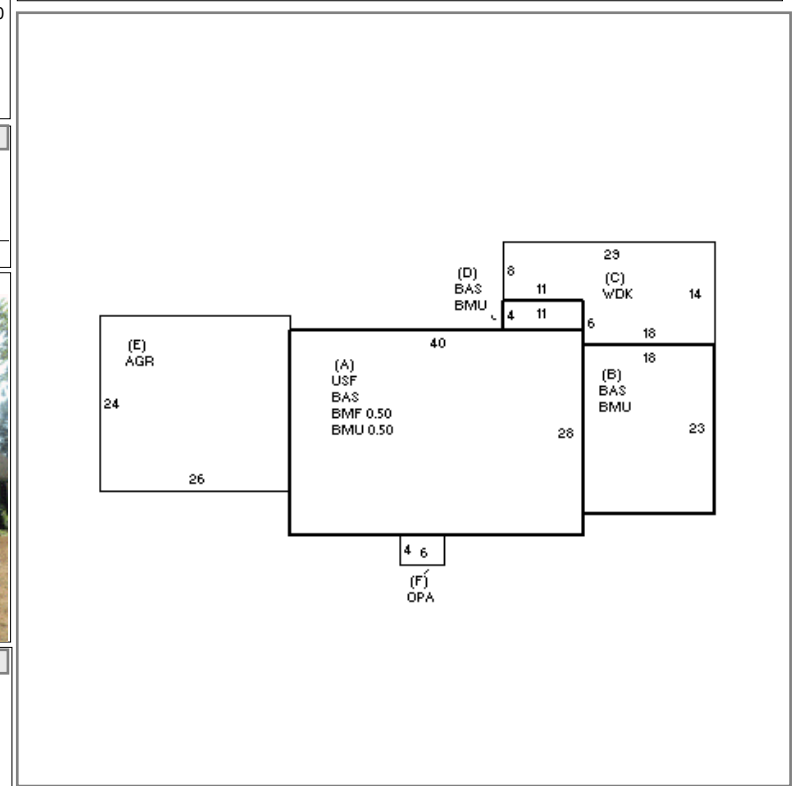 29
(D)
BAS
BMU
8
11
(C)
WDK
14
4
11
6
18
(E)
AGR
24
26
40
(A)
USF
BAS
BMF 0.50
BMU 0.50
28
18
(B)
BAS
BMU
23
4
6
(F)
OPA